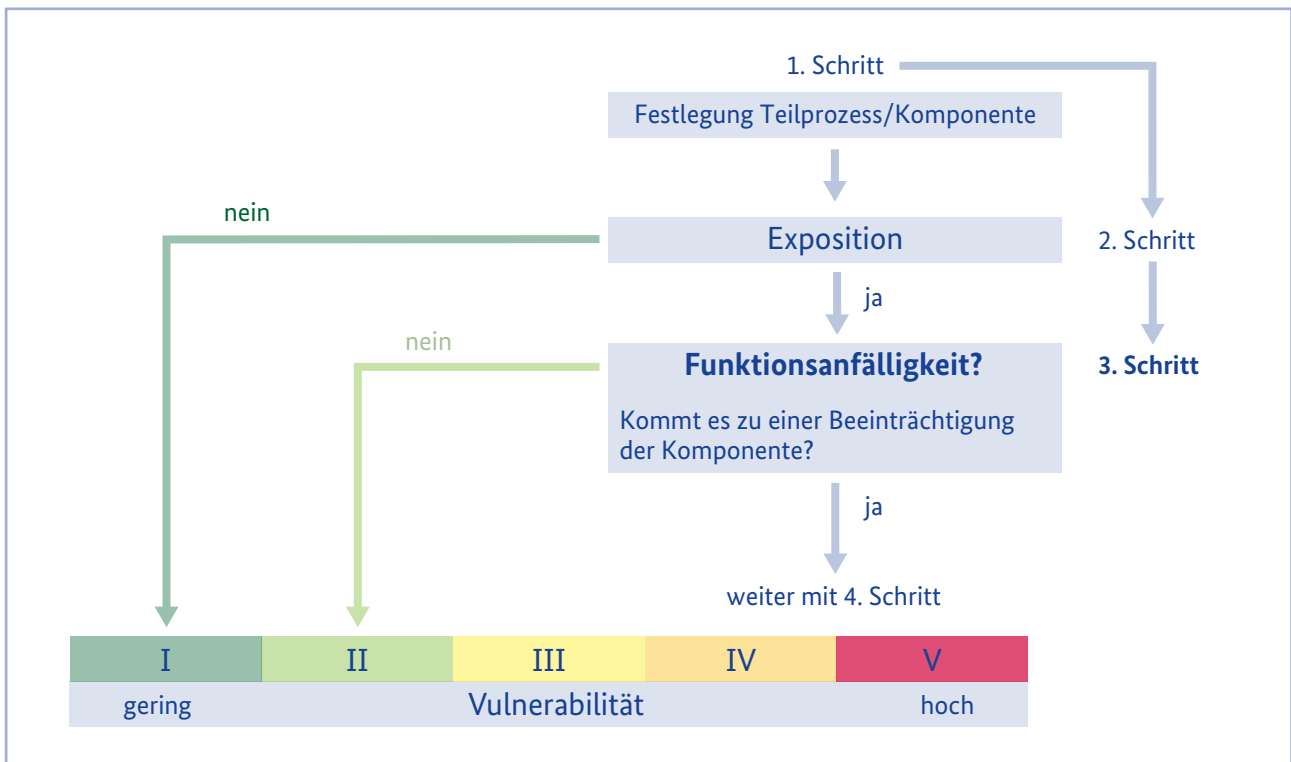 1. Schritt
Festlegung Teilprozess/Komponente
nein
Exposition
2. Schritt
ja
nein
Funktionsanfälligkeit?
3. Schritt
Kommt es zu einer Beeinträchtigung
der Komponente?
ja
weiter mit 4. Schritt
I II III IV V
gering Vulnerabilität hoch